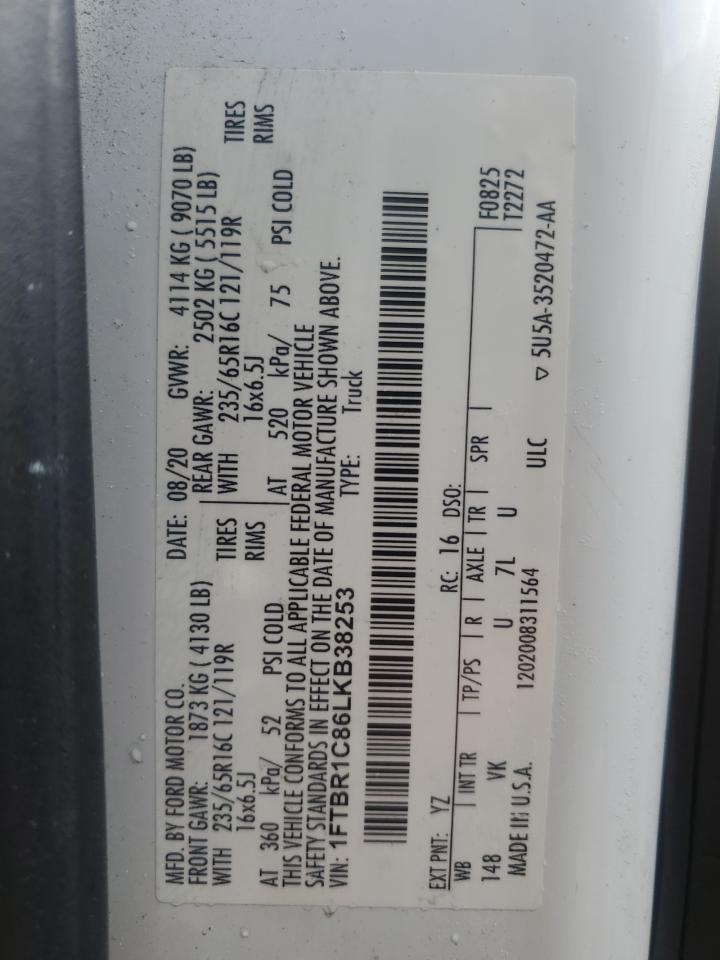 MFD. BY FORD MOTOR CO. DATE: 08/20 GVWR: 4114 KG ( 9070 LB)
FRONT GAWR: 1873 KG ( 4130 LB) REAR GAWR: 2502 KG ( 5515 LB)
WITH 235/65R16C 121/119R TIRES WITH 235/65R16C 121/119R TIRES
16x6.5J RIMS 16x6.5J RIMS
AT 360 kPa/ 52 PSI COLD AT 520 kPa/ 75 PSI COLD
THIS VEHICLE CONFORMS TO ALL APPLICABLE FEDERAL MOTOR VEHICLE
SAFETY STANDARDS IN EFFECT ON THE DATE OF MANUFACTURE SHOWN ABOVE.
VIN: 1FTBR1C86LKB38253 TYPE: Truck
EXT PNT: YZ RC: 16 DSO: F0825
WB INT TR TP/PS R AXLE TR SPR T2272
148 VK U 7L U
MADE IN U.S.A. 1202008311564 ULC ▽ 5U5A-3520472-AA